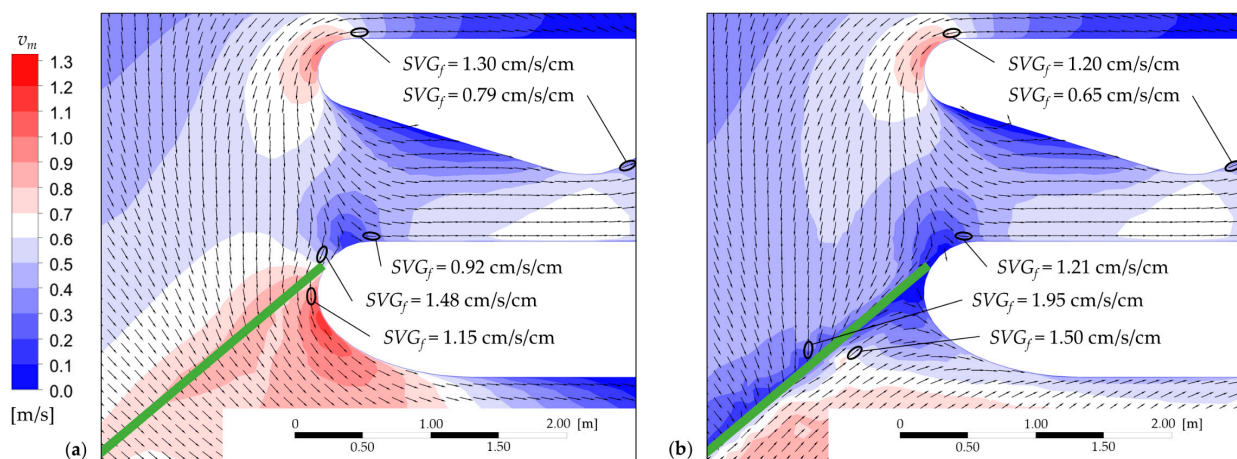 v_m
1.3
1.2
1.1
1.0
0.9
0.8
0.7
0.6
0.5
0.4
0.3
0.2
0.1
0.0
[m/s]
SVG_f = 1.30 cm/s/cm
SVG_f = 0.79 cm/s/cm
SVG_f = 0.92 cm/s/cm
SVG_f = 1.48 cm/s/cm
SVG_f = 1.15 cm/s/cm
0 1.00 2.00 [m]
0.50 1.50
(a)
SVG_f = 1.20 cm/s/cm
SVG_f = 0.65 cm/s/cm
SVG_f = 1.21 cm/s/cm
SVG_f = 1.95 cm/s/cm
SVG_f = 1.50 cm/s/cm
0 1.00 2.00 [m]
0.50 1.50
(b)